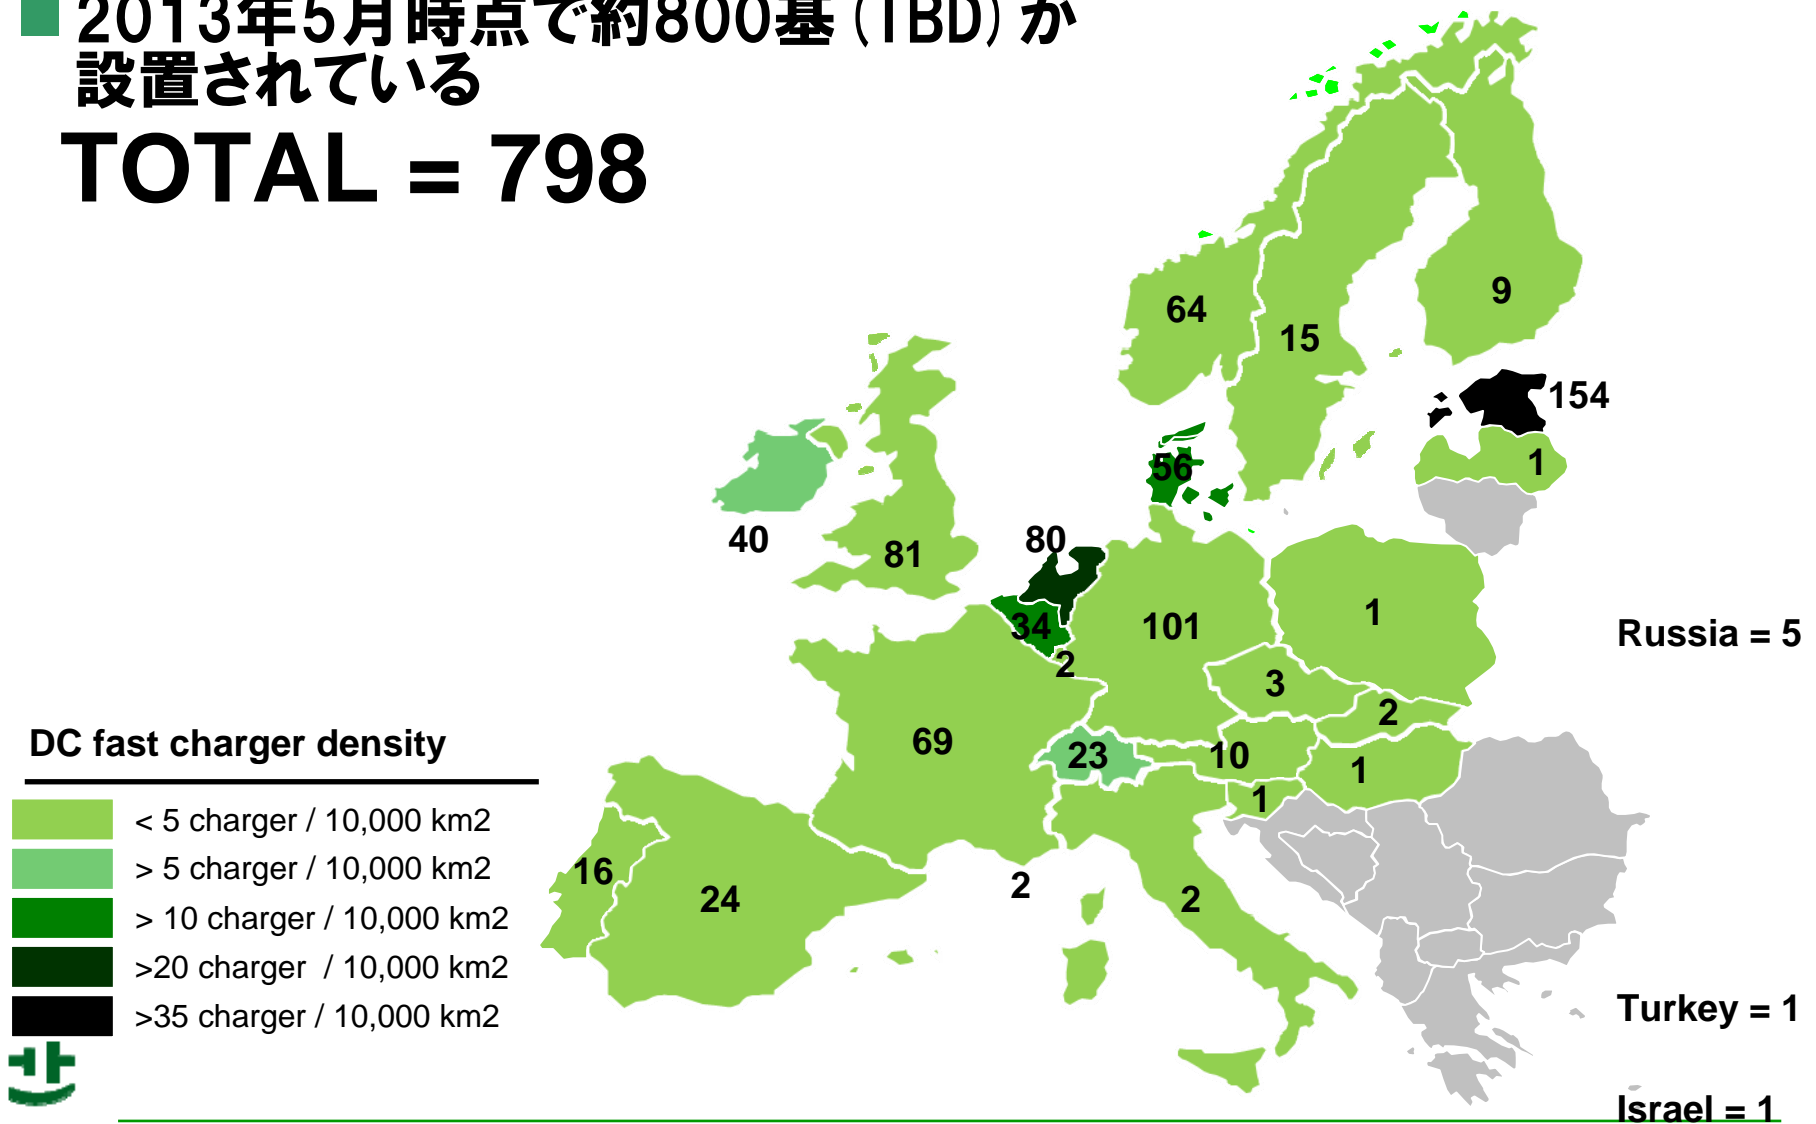 2013年5月時点で約800基(TBD)が
設置されている
TOTAL = 798
64
15
9
154
1
56
40
81
80
34
2
101
1
Russia = 5
3
2
69
23
10
1
1
DC fast charger density
< 5 charger / 10,000 km2
> 5 charger / 10,000 km2
> 10 charger / 10,000 km2
>20 charger / 10,000 km2
>35 charger / 10,000 km2
16
24
2
2
Turkey = 1
Israel = 1